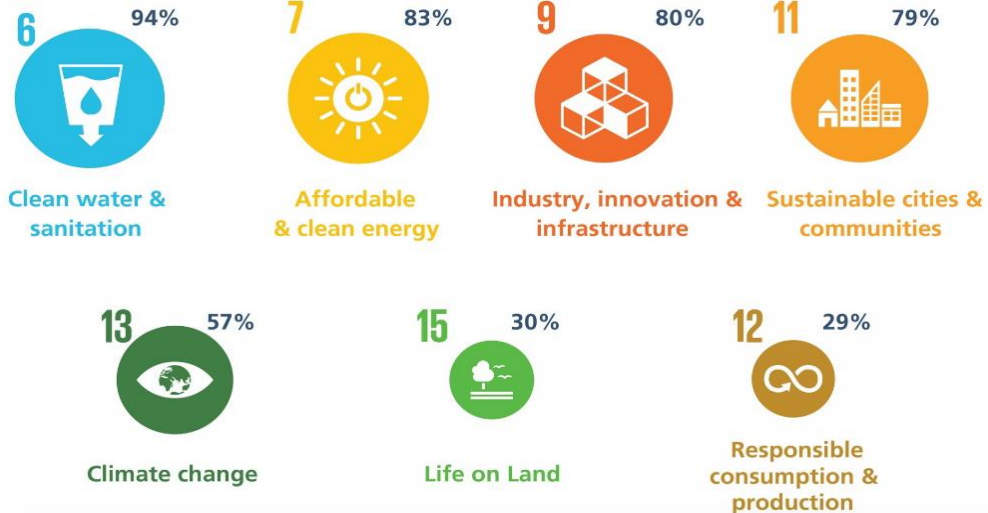 6 94%
7 83%
9 80%
11 79%
Clean water &
sanitation
Affordable
& clean energy
Industry, innovation &
infrastructure
Sustainable cities &
communities
13 57%
15 30%
12 29%
Climate change
Life on Land
Responsible
consumption &
production